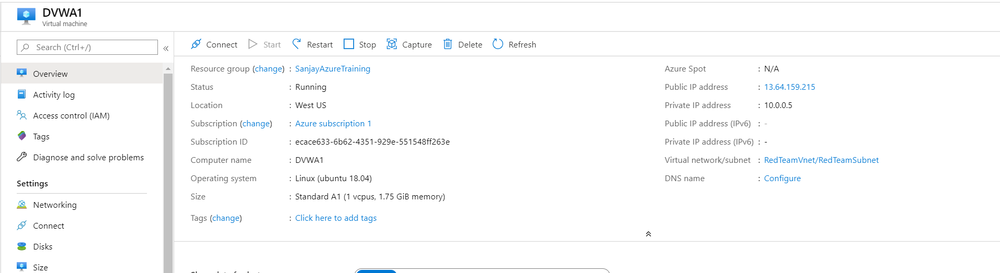 DVWA1
Virtual machine
Search (Ctrl+/)
«
Overview
Activity log
Access control (IAM)
Tags
Diagnose and solve problems
Settings
Networking
Connect
Disks
Size
Connect
Start
Restart
Stop
Capture
Delete
Refresh
Resource group (change) : SanjayAzureTraining
Status : Running
Location : West US
Subscription (change) : Azure subscription 1
Subscription ID : ecace633-6b62-4351-929e-551548ff263e
Computer name : DVWA1
Operating system : Linux (ubuntu 18.04)
Size : Standard A1 (1 vcpus, 1.75 GiB memory)
Tags (change) : Click here to add tags
Azure Spot : N/A
Public IP address : 13.64.159.215
Private IP address : 10.0.0.5
Public IP address (IPv6) : -
Private IP address (IPv6) : -
Virtual network/subnet : RedTeamVnet/RedTeamSubnet
DNS name : Configure